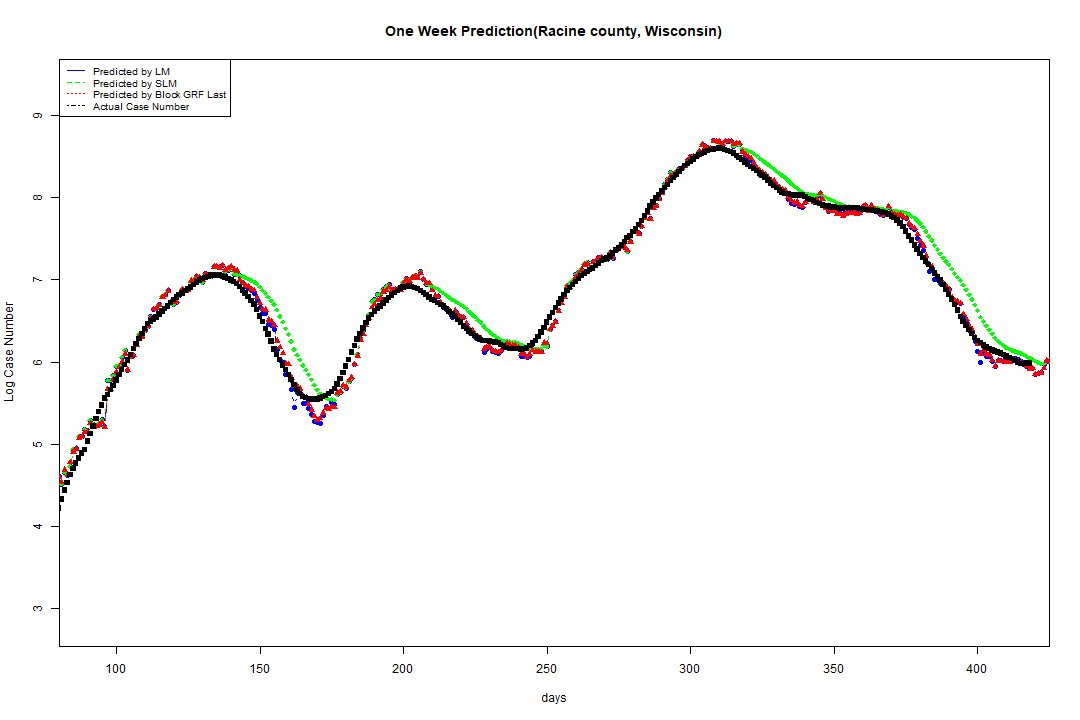 One Week Prediction(Racine county, Wisconsin)
Predicted by LM
Predicted by SLM
Predicted by Block GRF Last
Actual Case Number
9
8
7
6
5
4
3
Log Case Number
100 150 200 250 300 350 400
days